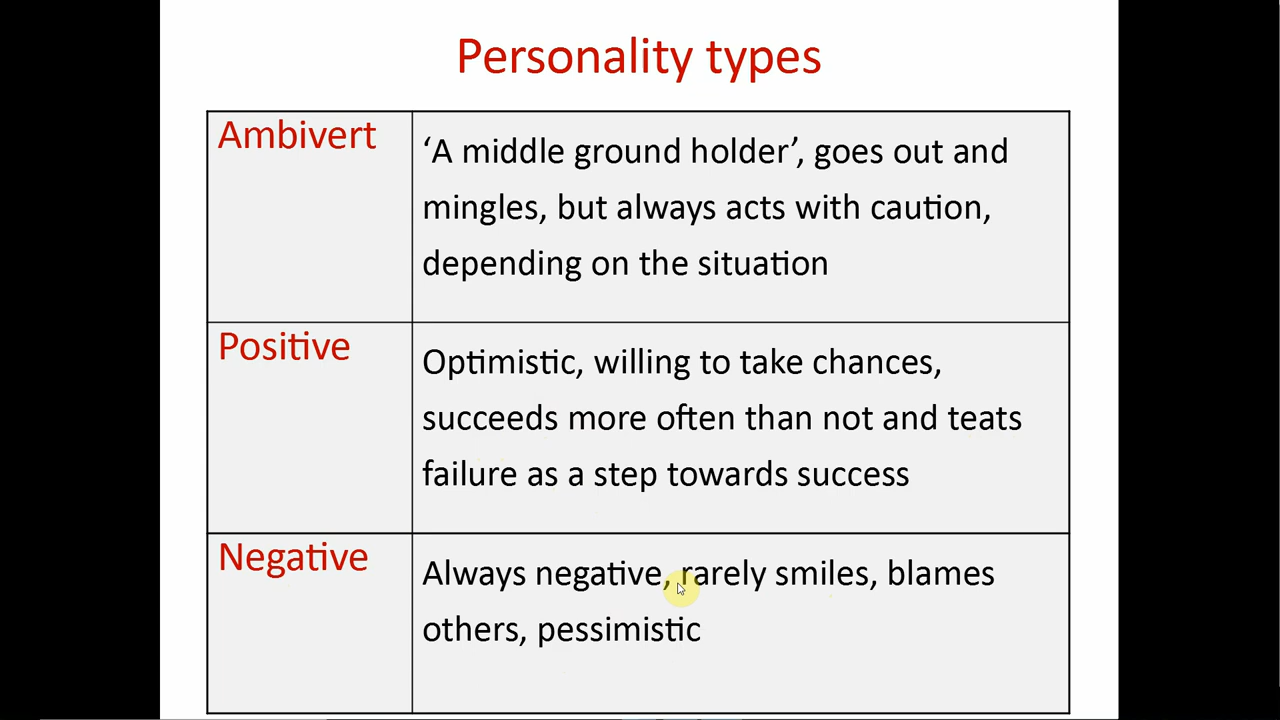 Personality types
Ambivert
‘A middle ground holder’, goes out and
mingles, but always acts with caution,
depending on the situation
Positive
Optimistic, willing to take chances,
succeeds more often than not and teats
failure as a step towards success
Negative
Always negative, rarely smiles, blames
others, pessimistic